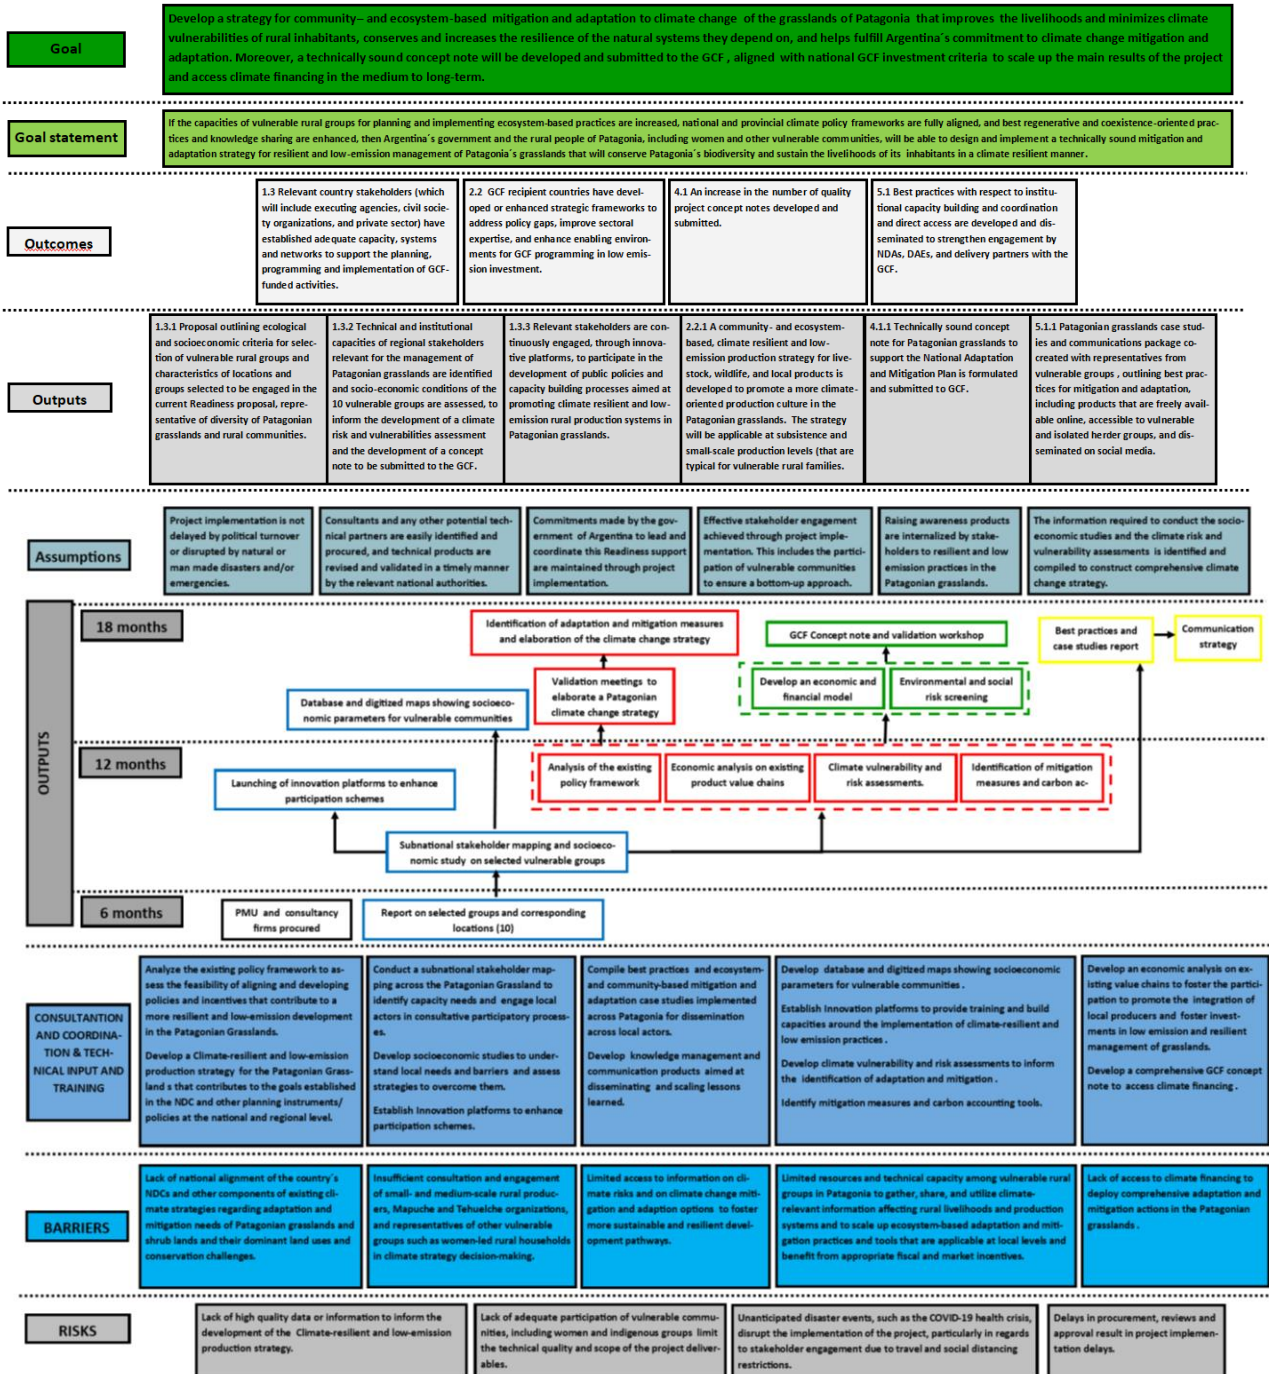 Goal
Develop a strategy for community– and ecosystem-based mitigation and adaptation to climate change of the grasslands of Patagonia that improves the livelihoods and minimizes climate
vulnerabilities of rural inhabitants, conserves and increases the resilience of the natural systems they depend on, and helps fulfill Argentina´s commitment to climate change mitigation and
adaptation. Moreover, a technically sound concept note will be developed and submitted to the GCF , aligned with national GCF investment criteria to scale up the main results of the project
and access climate financing in the medium to long-term.
Goal statement
If the capacities of vulnerable rural groups for planning and implementing ecosystem-based practices are increased, national and provincial climate policy frameworks are fully aligned, and best regenerative and coexistence-oriented prac-
tices and knowledge sharing are enhanced, then Argentina´s government and the rural people of Patagonia, including women and other vulnerable communities, will be able to design and implement a technically sound mitigation and
adaptation strategy for resilient and low-emission management of Patagonia´s grasslands that will conserve Patagonia´s biodiversity and sustain the livelihoods of its inhabitants in a climate resilient manner.
Outcomes
1.3 Relevant country stakeholders (which
will include executing agencies, civil socie-
ty organizations, and private sector) have
established adequate capacity, systems
and networks to support the planning,
programming and implementation of GCF-
funded activities.
2.2 GCF recipient countries have devel-
oped or enhanced strategic frameworks to
address policy gaps, improve sectoral
expertise, and enhance enabling environ-
ments for GCF programming in low emis-
sion investment.
4.1 An increase in the number of quality
project concept notes developed and
submitted.
5.1 Best practices with respect to institu-
tional capacity building and coordination
and direct access are developed and dis-
seminated to strengthen engagement by
NDAs, DAEs, and delivery partners with the
GCF.
Outputs
1.3.1 Proposal outlining ecological
and socioeconomic criteria for selec-
tion of vulnerable rural groups and
characteristics of locations and
groups selected to be engaged in the
current Readiness proposal, repre-
sentative of diversity of Patagonian
grasslands and rural communities.
1.3.2 Technical and institutional
capacities of regional stakeholders
relevant for the management of
Patagonian grasslands are identified
and socio-economic conditions of the
10 vulnerable groups are assessed, to
inform the development of a climate
risk and vulnerabilities assessment
and the development of a concept
note to be submitted to the GCF.
1.3.3 Relevant stakeholders are con-
tinuously engaged, through innova-
tive platforms, to participate in the
development of public policies and
capacity building processes aimed at
promoting climate resilient and low-
emission rural production systems in
Patagonian grasslands.
2.2.1 A community- and ecosystem-
based, climate resilient and low-
emission production strategy for live-
stock, wildlife, and local products is
developed to promote a more climate-
oriented production culture in the
Patagonian grasslands. The strategy
will be applicable at subsistence and
small-scale production levels (that are
typical for vulnerable rural families.
4.1.1 Technically sound concept
note for Patagonian grasslands to
support the National Adaptation
and Mitigation Plan is formulated
and submitted to GCF.
5.1.1 Patagonian grasslands case stud-
ies and communications package co-
created with representatives from
vulnerable groups , outlining best prac-
tices for mitigation and adaptation,
including products that are freely avail-
able online, accessible to vulnerable
and isolated herder groups, and dis-
seminated on social media.
Assumptions
Project implementation is not
delayed by political turnover
or disrupted by natural or
man made disasters and/or
emergencies.
Consultants and any other potential tech-
nical partners are easily identified and
procured, and technical products are
revised and validated in a timely manner
by the relevant national authorities.
Commitments made by the gov-
ernment of Argentina to lead and
coordinate this Readiness support
are maintained through project
implementation.
Effective stakeholder engagement
achieved through project imple-
mentation. This includes the partici-
pation of vulnerable communities
to ensure a bottom-up approach.
Raising awareness products
are internalized by stake-
holders to resilient and low
emission practices in the
Patagonian grasslands.
The information required to conduct the socio-
economic studies and the climate risk and
vulnerability assessments is identified and
compiled to construct comprehensive climate
change strategy.
OUTPUTS
18 months
Identification of adaptation and mitigation measures
and elaboration of the climate change strategy
GCF Concept note and validation workshop
Best practices and
case studies report
Communication
strategy
Validation meetings to
elaborate a Patagonian
climate change strategy
Develop an economic and
financial model
Environmental and social
risk screening
Database and digitized maps showing socioeco-
nomic parameters for vulnerable communities
12 months
Launching of innovation platforms to enhance
participation schemes
Analysis of the existing
policy framework
Economic analysis on existing
product value chains
Climate vulnerability and
risk assessments.
Identification of mitigation
measures and carbon ac-
Subnational stakeholder mapping and socioeco-
nomic study on selected vulnerable groups
6 months
PMU and consultancy
firms procured
Report on selected groups and corresponding
locations (10)
CONSULTANTION
AND COORDINA-
TION & TECH-
NICAL INPUT AND
TRAINING
Analyze the existing policy framework to as-
sess the feasibility of aligning and developing
policies and incentives that contribute to a
more resilient and low-emission development
in the Patagonian Grasslands.
Develop a Climate-resilient and low-emission
production strategy for the Patagonian Grass-
land s that contributes to the goals established
in the NDC and other planning instruments/
policies at the national and regional level.
Conduct a subnational stakeholder map-
ping across the Patagonian Grassland to
identify capacity needs and engage local
actors in consultative participatory process-
es.
Develop socioeconomic studies to under-
stand local needs and barriers and assess
strategies to overcome them.
Establish Innovation platforms to enhance
participation schemes.
Compile best practices and ecosystem-
and community-based mitigation and
adaptation case studies implemented
across Patagonia for dissemination
across local actors.
Develop knowledge management and
communication products aimed at
disseminating and scaling lessons
learned.
Develop database and digitized maps showing socioeconomic
parameters for vulnerable communities .
Establish Innovation platforms to provide training and build
capacities around the implementation of climate-resilient and
low emission practices .
Develop climate vulnerability and risk assessments to inform
the identification of adaptation and mitigation .
Identify mitigation measures and carbon accounting tools.
Develop an economic analysis on ex-
isting value chains to foster the partici-
pation to promote the integration of
local producers and foster invest-
ments in low emission and resilient
management of grasslands.
Develop a comprehensive GCF concept
note to access climate financing .
BARRIERS
Lack of national alignment of the country´s
NDCs and other components of existing cli-
mate strategies regarding adaptation and
mitigation needs of Patagonian grasslands and
shrub lands and their dominant land uses and
conservation challenges.
Insufficient consultation and engagement
of small- and medium-scale rural produc-
ers, Mapuche and Tehuelche organizations,
and representatives of other vulnerable
groups such as women-led rural households
in climate strategy decision-making.
Limited access to information on cli-
mate risks and on climate change miti-
gation and adaption options to foster
more sustainable and resilient devel-
opment pathways.
Limited resources and technical capacity among vulnerable rural
groups in Patagonia to gather, share, and utilize climate-
relevant information affecting rural livelihoods and production
systems and to scale up ecosystem-based adaptation and miti-
gation practices and tools that are applicable at local levels and
benefit from appropriate fiscal and market incentives.
Lack of access to climate financing to
deploy comprehensive adaptation and
mitigation actions in the Patagonian
grasslands .
RISKS
Lack of high quality data or information to inform the
development of the Climate-resilient and low-emission
production strategy.
Lack of adequate participation of vulnerable commu-
nities, including women and indigenous groups limit
the technical quality and scope of the project deliver-
ables.
Unanticipated disaster events, such as the COVID-19 health crisis,
disrupt the implementation of the project, particularly in regards
to stakeholder engagement due to travel and social distancing
restrictions.
Delays in procurement, reviews and
approval result in project implemen-
tation delays.